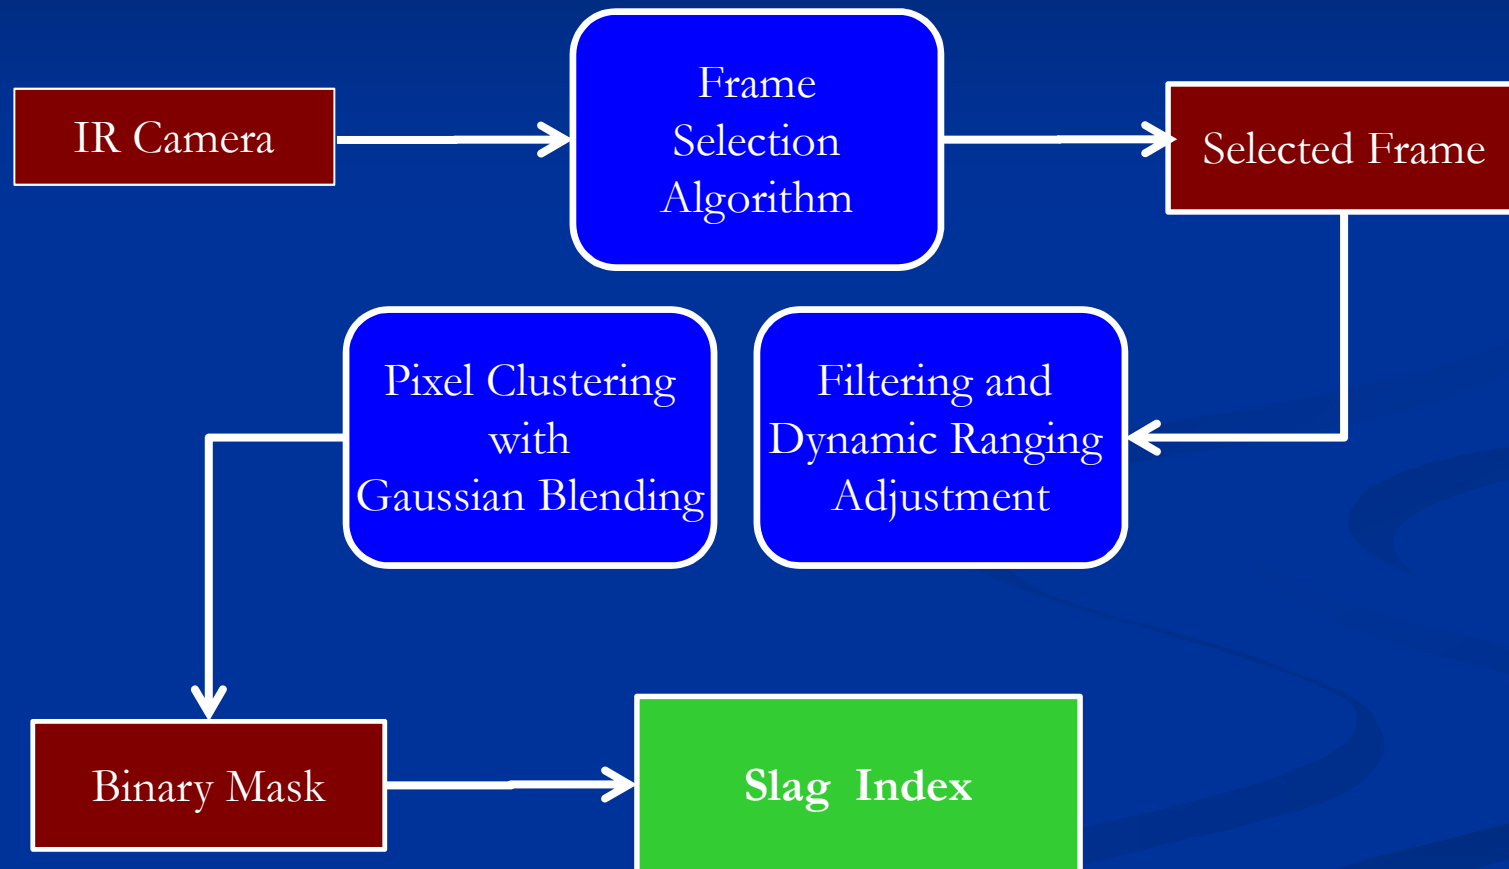 IR Camera
Frame
Selection
Algorithm
Selected Frame
Filtering and
Dynamic Ranging
Adjustment
Pixel Clustering
with
Gaussian Blending
Binary Mask
Slag Index